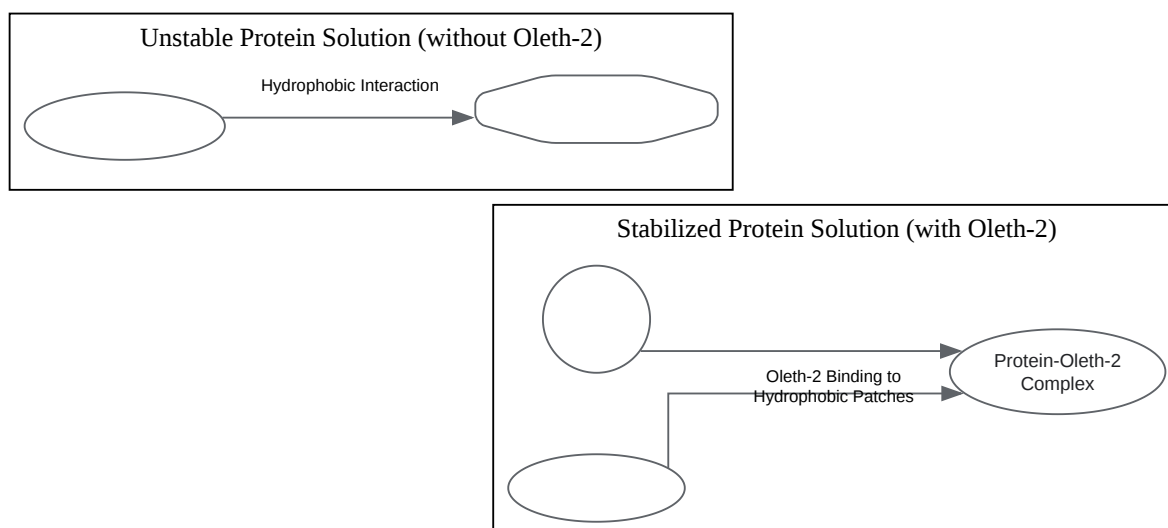 Unstable Protein Solution (without Oleth-2)
Hydrophobic Interaction
Stabilized Protein Solution (with Oleth-2)
Oleth-2 Binding to
Hydrophobic Patches
Protein-Oleth-2
Complex